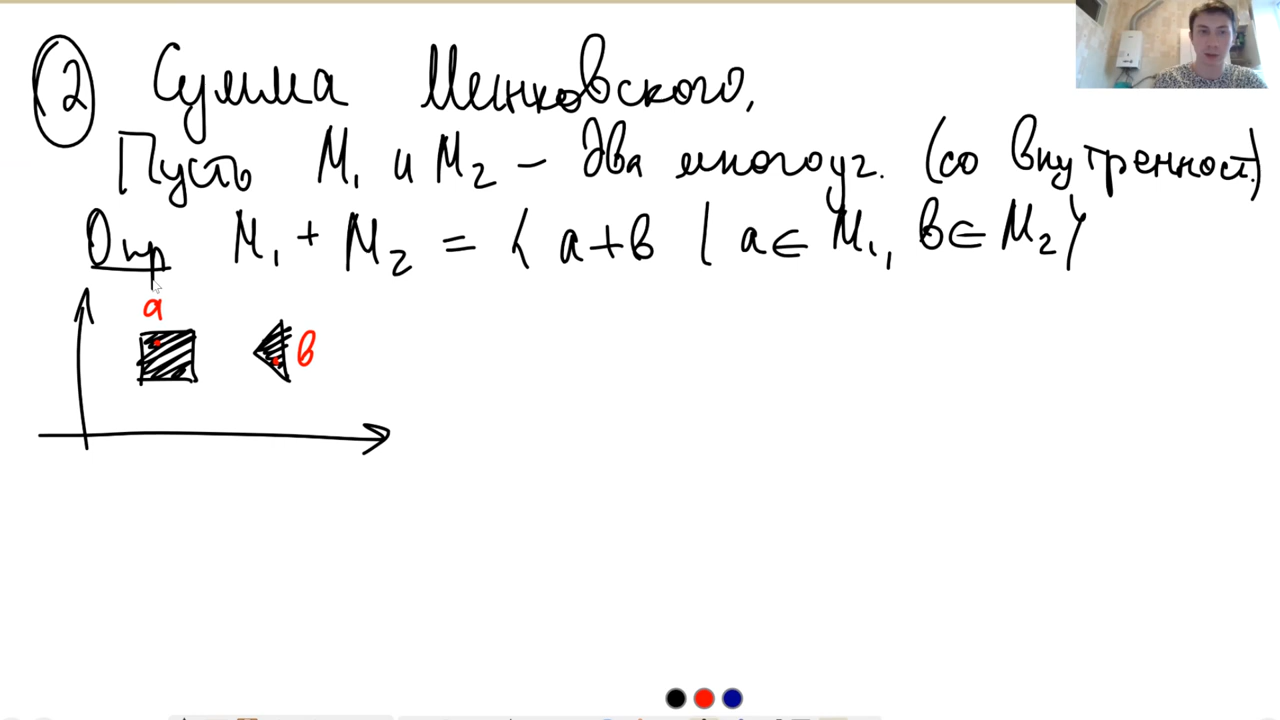 2 Сумма Минковского.
Пусть M₁ и M₂ – два многоуг. (со внутренност.)
Опр M₁ + M₂ = { a+b | a ∈ M₁, b ∈ M₂ }
a
b